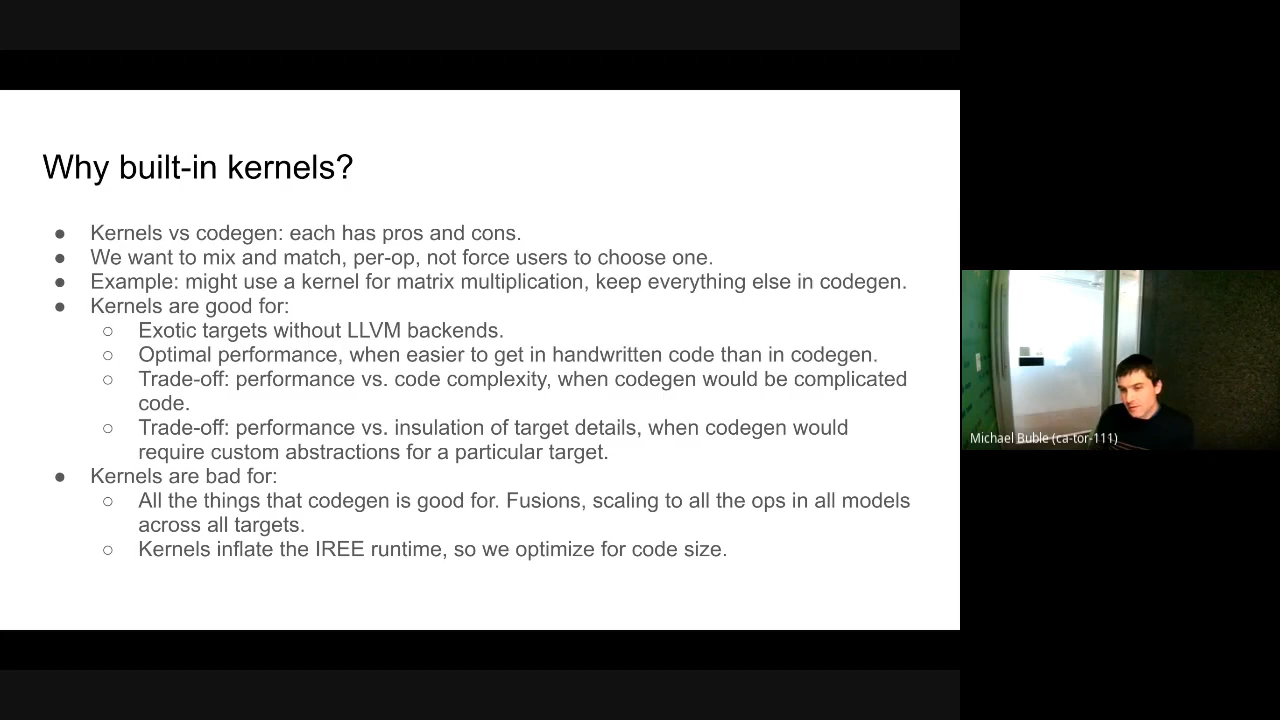 Why built-in kernels?
● Kernels vs codegen: each has pros and cons.
● We want to mix and match, per-op, not force users to choose one.
● Example: might use a kernel for matrix multiplication, keep everything else in codegen.
● Kernels are good for:
○ Exotic targets without LLVM backends.
○ Optimal performance, when easier to get in handwritten code than in codegen.
○ Trade-off: performance vs. code complexity, when codegen would be complicated
code.
○ Trade-off: performance vs. insulation of target details, when codegen would
require custom abstractions for a particular target.
● Kernels are bad for:
○ All the things that codegen is good for. Fusions, scaling to all the ops in all models
across all targets.
○ Kernels inflate the IREE runtime, so we optimize for code size.
Michael Buble (ca-tor-111)